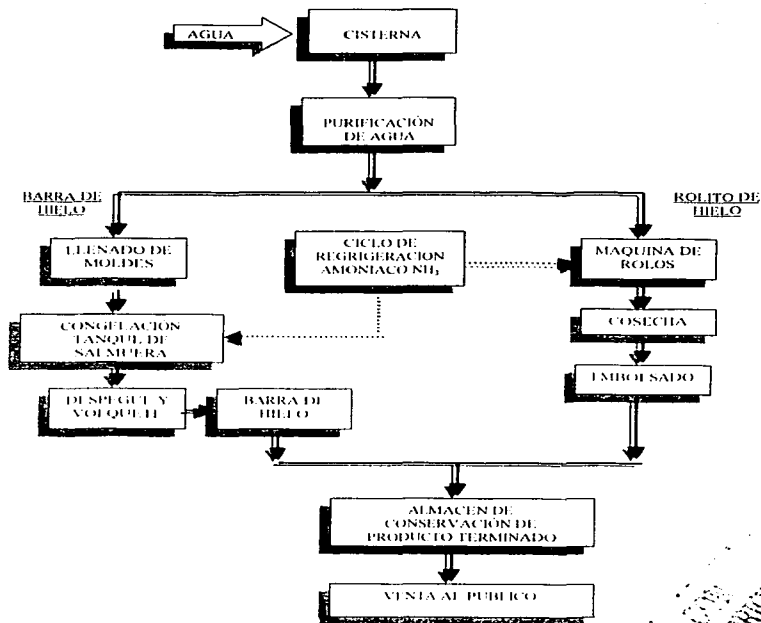 AGUA
CISTERNA
PURIFICACIÓN
DE AGUA
BARRA DE
HIELO
ROLITO DE
HIELO
LLENADO DE
MOLDES
CICLO DE
REGRIGERACION
AMONIACO NH₃
MAQUINA DE
ROLOS
CONGELACIÓN
TANQUE DE
SALMUERA
COSECHA
DESPEGUE Y
VOLQUETE
BARRA DE
HIELO
EMBOLSADO
ALMACEN DE
CONSERVACIÓN DE
PRODUCTO TERMINADO
VENTA AL PUBLICO